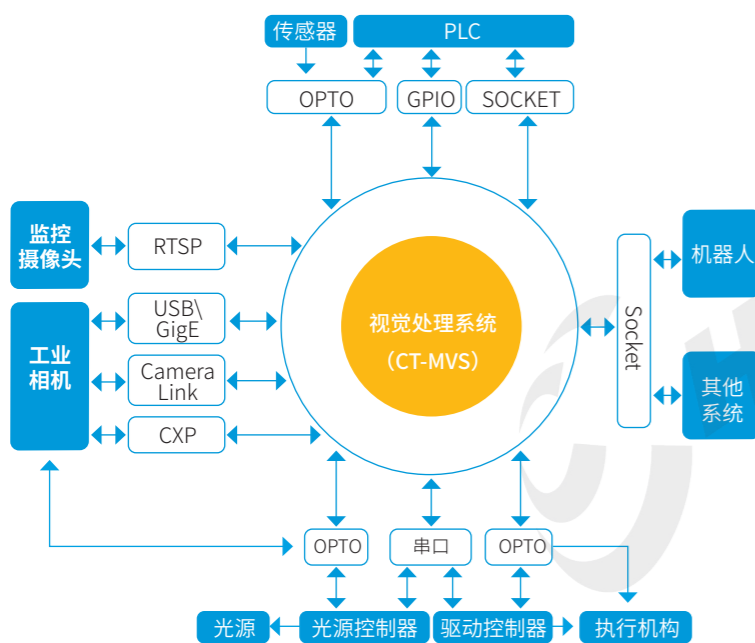 传感器
PLC
OPTO
GPIO
SOCKET
监控
摄像头
RTSP
USB\
GigE
工业
相机
Camera
Link
CXP
视觉处理系统
（CT-MVS）
Socket
机器人
其他
系统
OPTO
串口
OPTO
光源
光源控制器
驱动控制器
执行机构